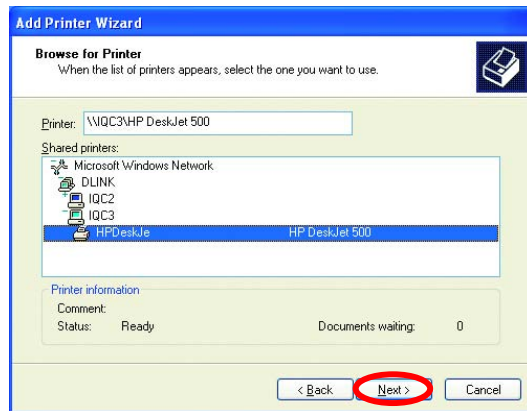 Add Printer Wizard
Browse for Printer
When the list of printers appears, select the one you want to use.
Printer: \\IQC3\HP DeskJet 500
Shared printers:
Microsoft Windows Network
DLINK
IQC2
IQC3
HPDeskJe HP DeskJet 500
Printer information
Comment:
Status: Ready Documents waiting: 0
< Back Next > Cancel